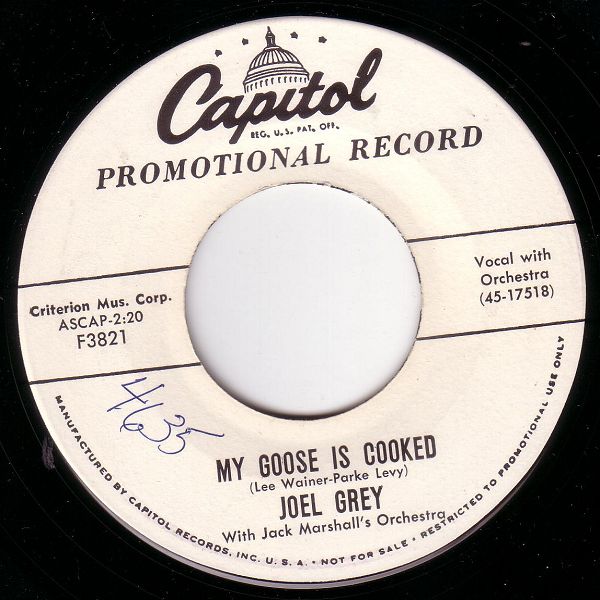 Capitol
REG. U.S. PAT. OFF.
PROMOTIONAL RECORD
Criterion Mus. Corp.
ASCAP-2:20
F3821
Vocal with
Orchestra
(45-17518)
4635
MY GOOSE IS COOKED
(Lee Wainer-Parke Levy)
JOEL GREY
With Jack Marshall's Orchestra
MANUFACTURED BY CAPITOL RECORDS, INC. U. S. A. • NOT FOR SALE • RESTRICTED TO PROMOTIONAL USE ONLY